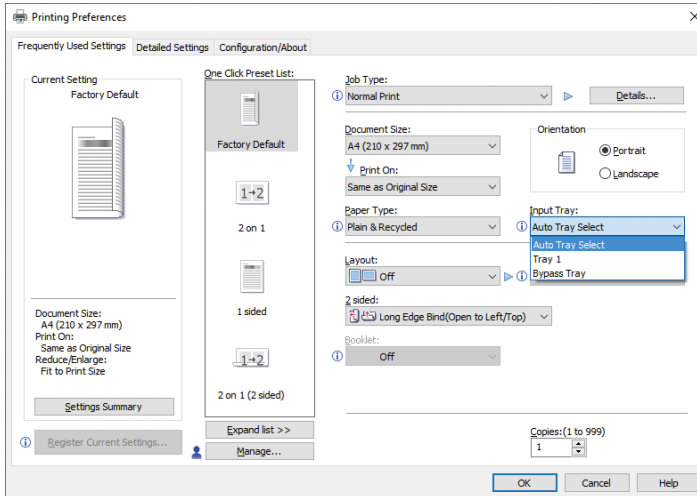 Printing Preferences
Frequently Used Settings
Detailed Settings
Configuration/About
Current Setting
Factory Default
Document Size:
A4 (210 x 297 mm)
Print On:
Same as Original Size
Reduce/Enlarge:
Fit to Print Size
Settings Summary
Register Current Settings...
One Click Preset List:
Factory Default
1→2
2 on 1
1 sided
1→2
2 on 1 (2 sided)
Expand list >>
Manage...
Job Type:
Normal Print
Details...
Document Size:
A4 (210 x 297 mm)
Print On:
Same as Original Size
Orientation
Portrait
Landscape
Paper Type:
Plain & Recycled
Input Tray:
Auto Tray Select
Auto Tray Select
Tray 1
Bypass Tray
Layout:
Off
2 sided:
Long Edge Bind(Open to Left/Top)
Booklet:
Off
Copies:(1 to 999)
1
OK
Cancel
Help